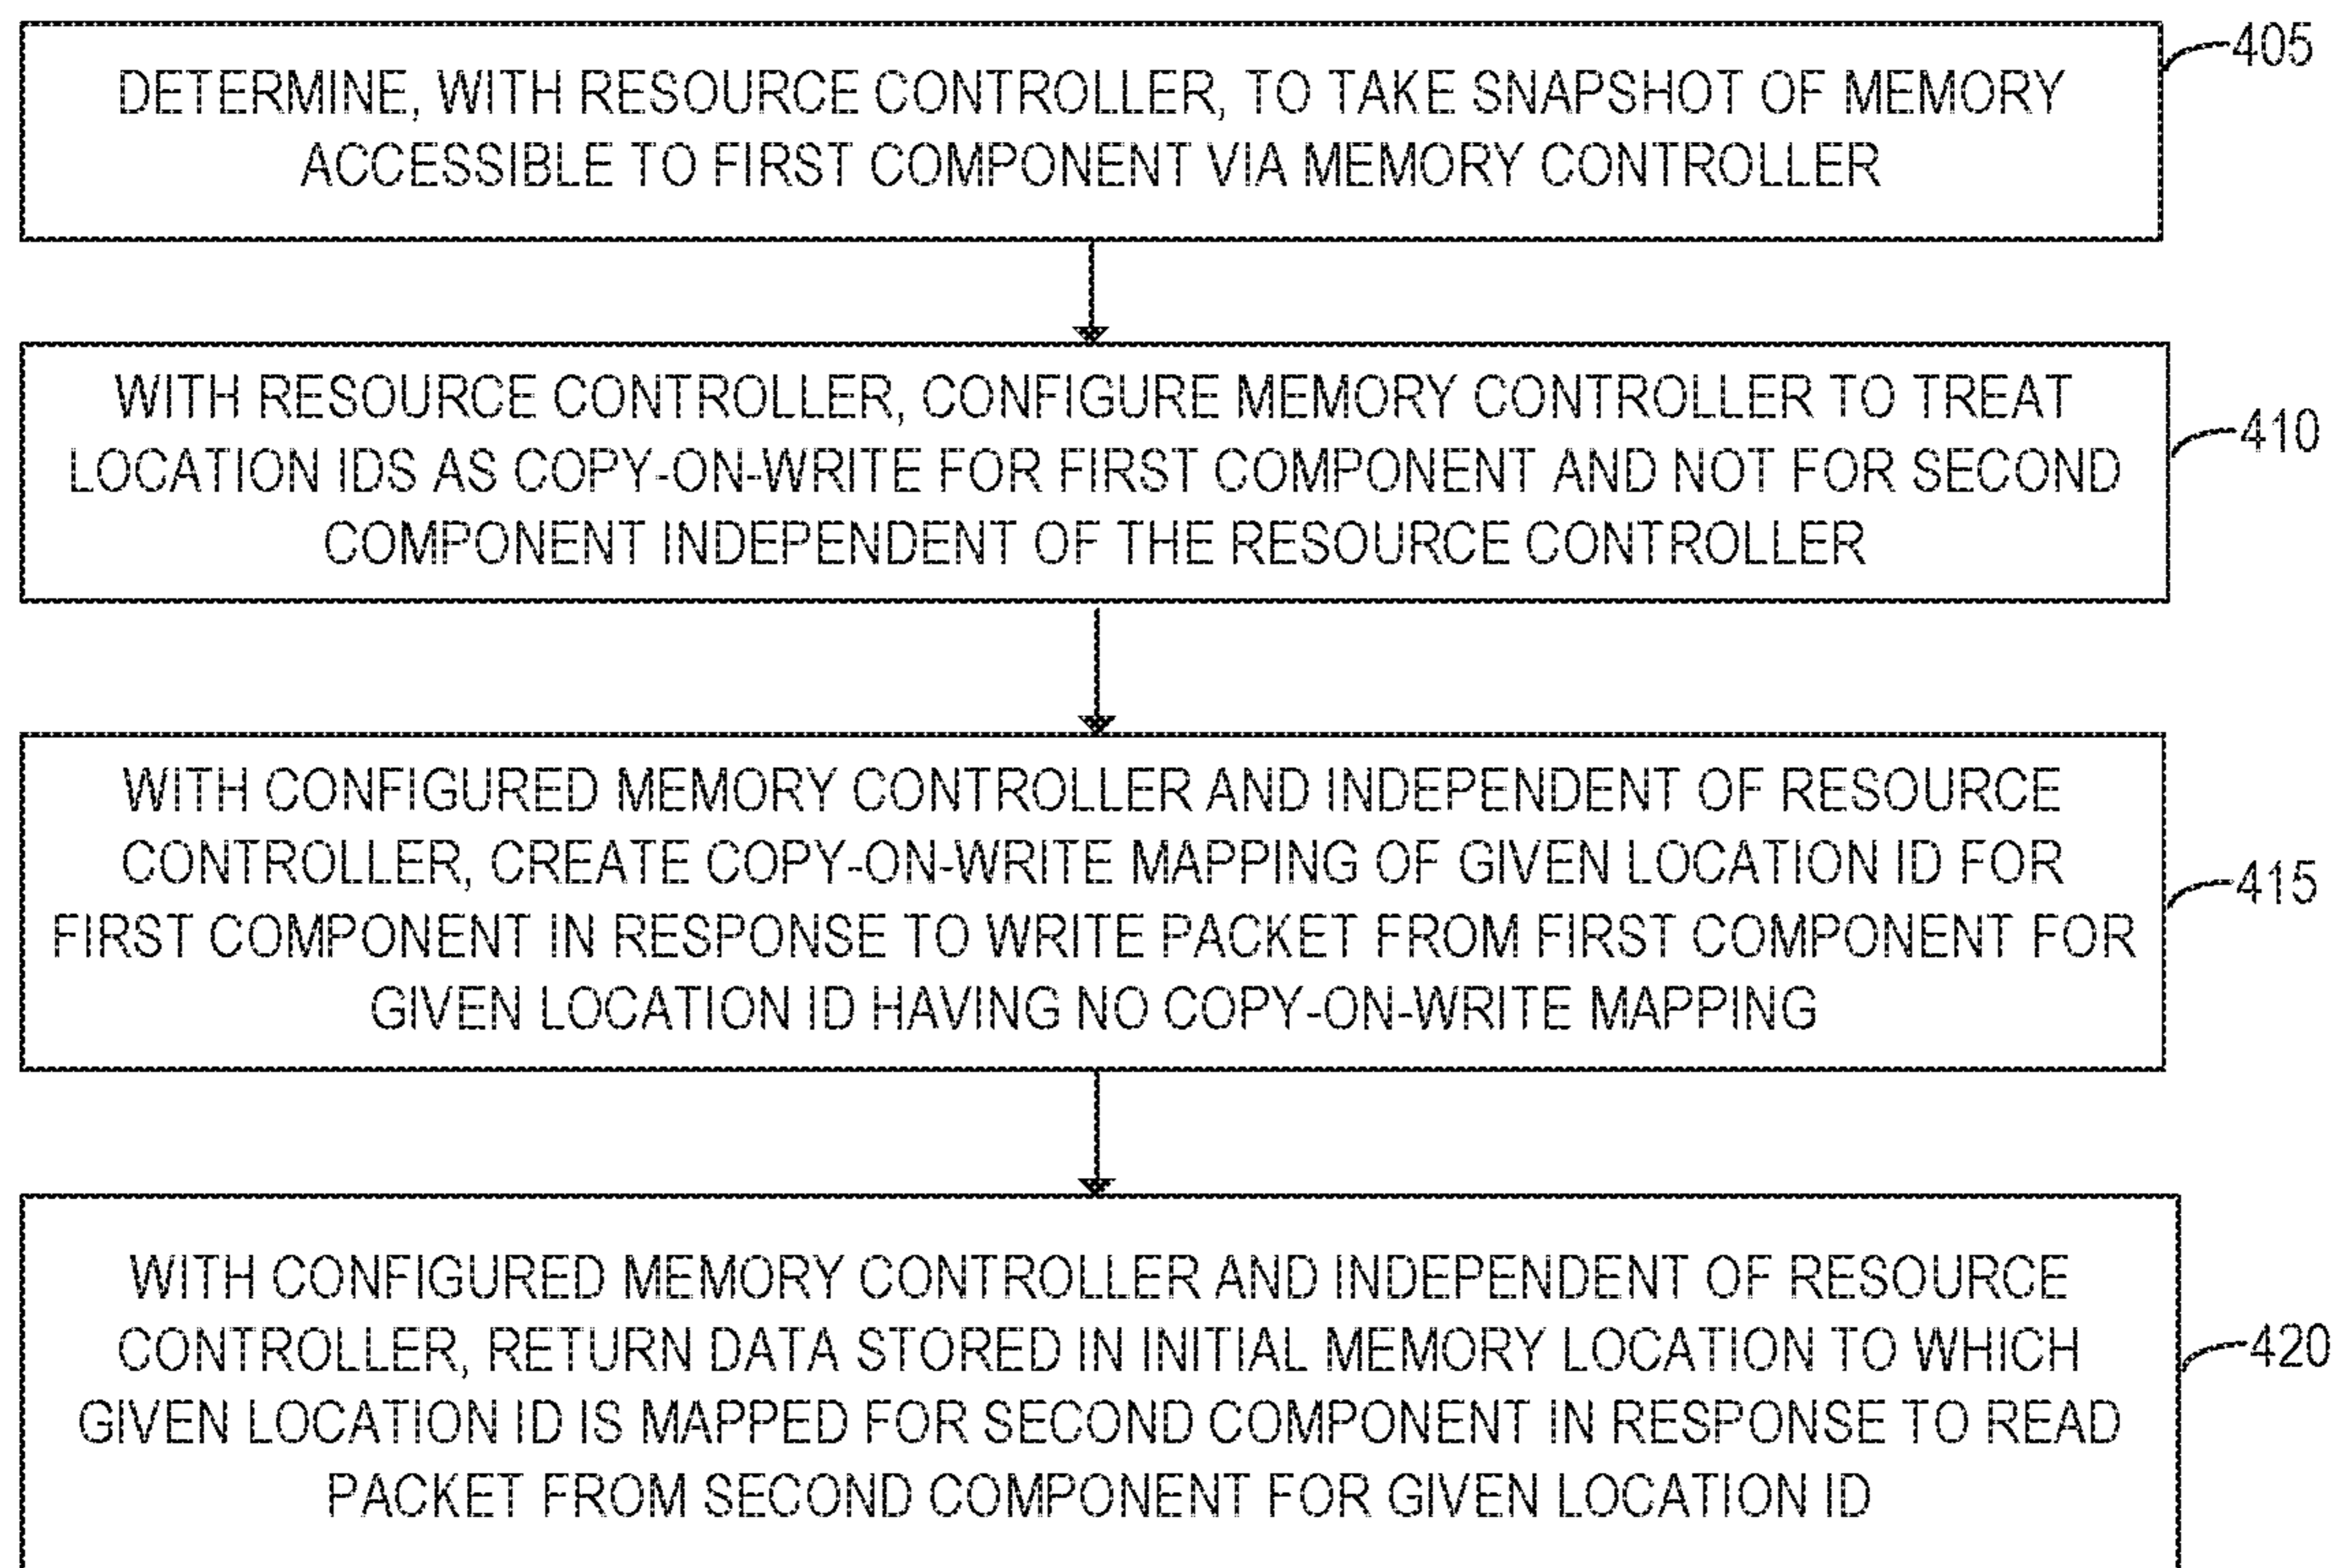 405
DETERMINE, WITH RESOURCE CONTROLLER, TO TAKE SNAPSHOT OF MEMORY
ACCESSIBLE TO FIRST COMPONENT VIA MEMORY CONTROLLER
WITH RESOURCE CONTROLLER, CONFIGURE MEMORY CONTROLLER TO TREAT
LOCATION IDS AS COPY-ON-WRITE FOR FIRST COMPONENT AND NOT FOR SECOND
COMPONENT INDEPENDENT OF THE RESOURCE CONTROLLER
410
WITH CONFIGURED MEMORY CONTROLLER AND INDEPENDENT OF RESOURCE
CONTROLLER, CREATE COPY-ON-WRITE MAPPING OF GIVEN LOCATION ID FOR
FIRST COMPONENT IN RESPONSE TO WRITE PACKET FROM FIRST COMPONENT FOR
GIVEN LOCATION ID HAVING NO COPY-ON-WRITE MAPPING
415
WITH CONFIGURED MEMORY CONTROLLER AND INDEPENDENT OF RESOURCE
CONTROLLER, RETURN DATA STORED IN INITIAL MEMORY LOCATION TO WHICH
GIVEN LOCATION ID IS MAPPED FOR SECOND COMPONENT IN RESPONSE TO READ
PACKET FROM SECOND COMPONENT FOR GIVEN LOCATION ID
420